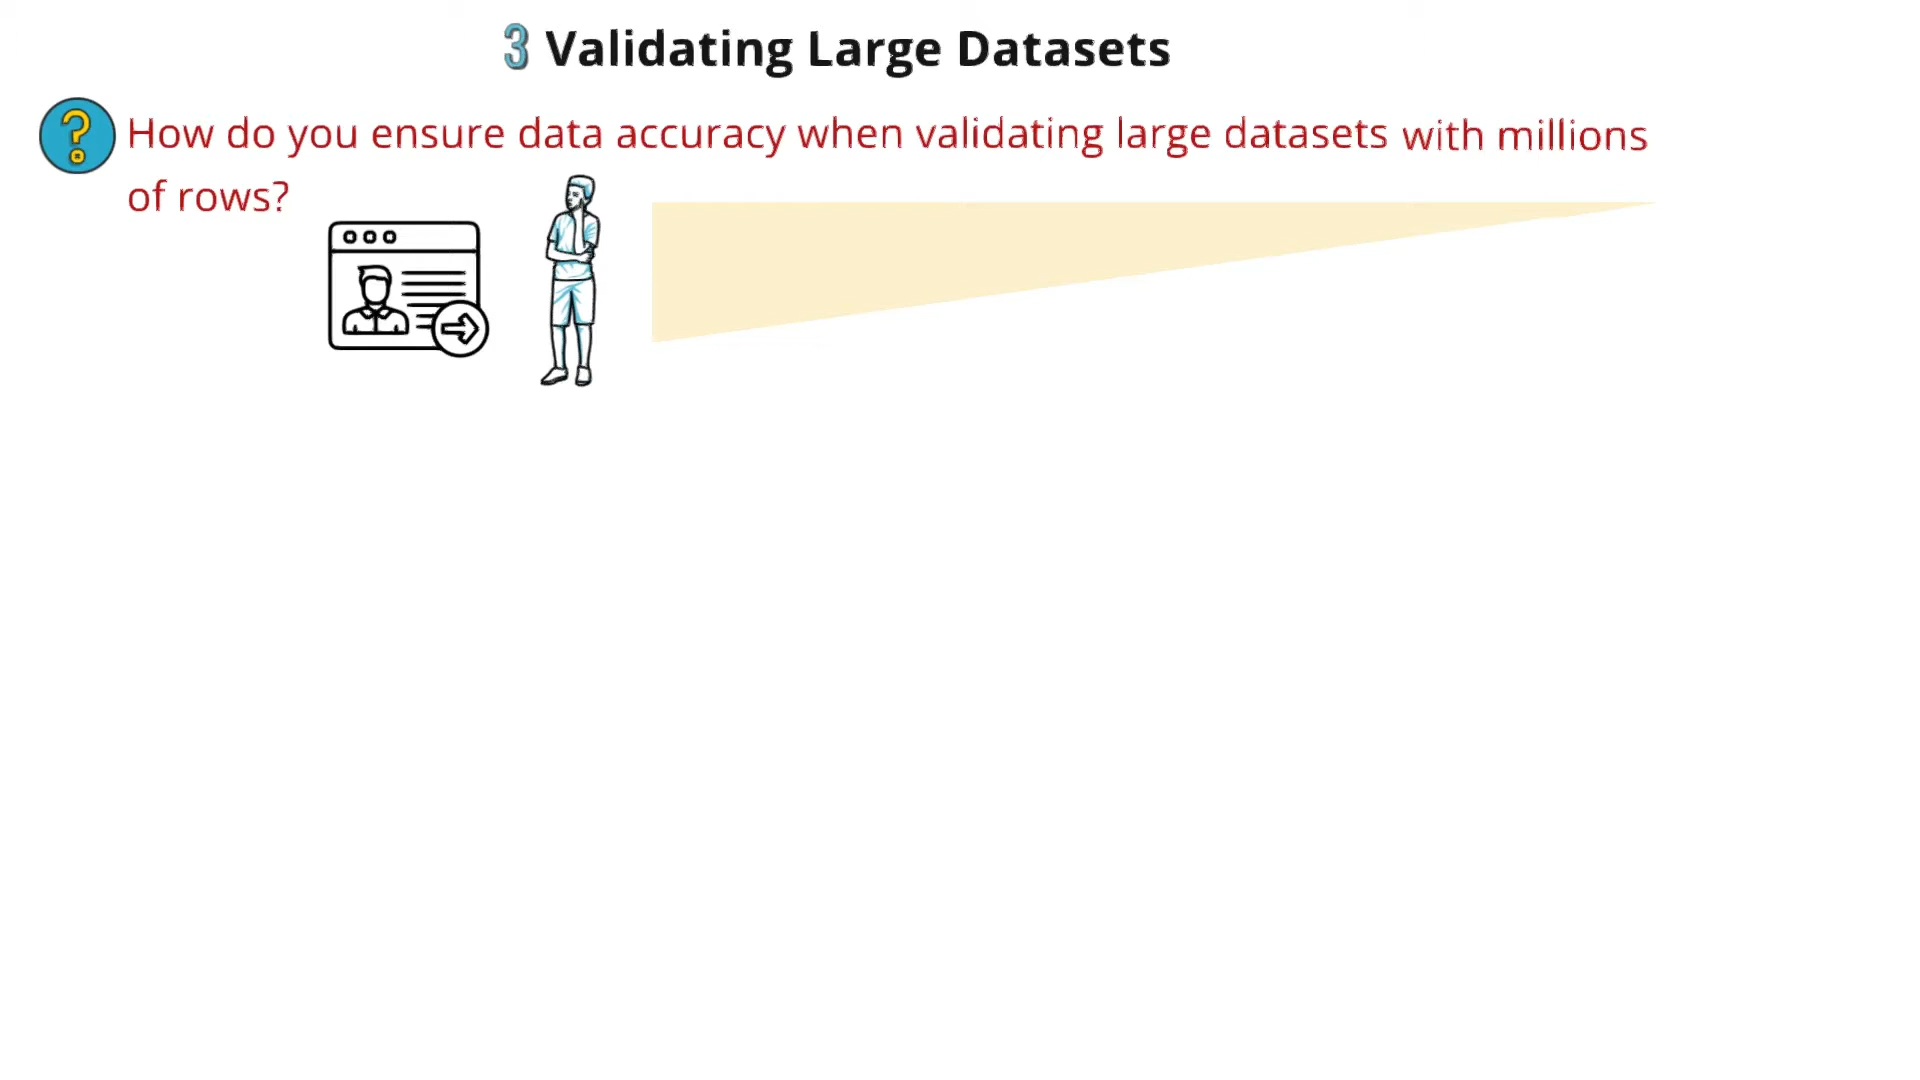 3 Validating Large Datasets
? How do you ensure data accuracy when validating large datasets with millions
of rows?